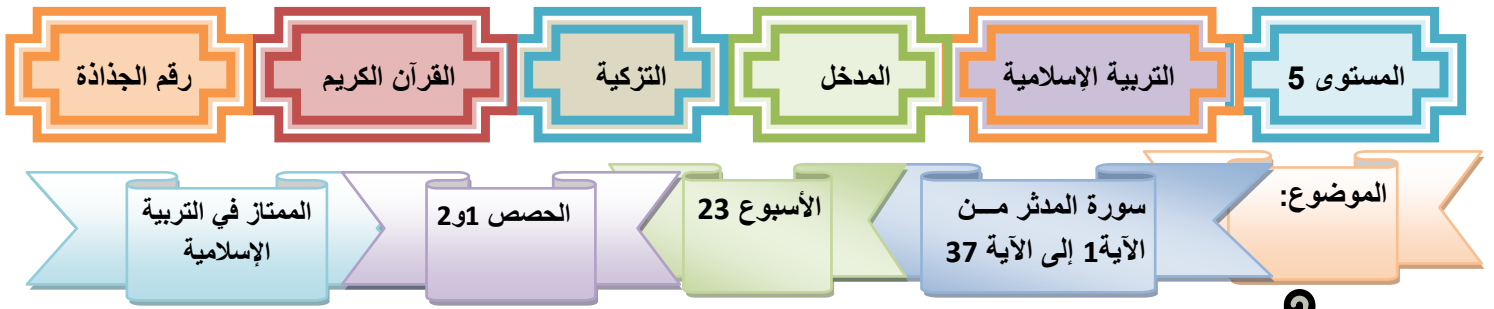 المستوى 5
التربية الإسلامية
المدخل
التزكية
القرآن الكريم
رقم الجذاذة
الموضوع:
سورة المدثر مـــن
الآية1 إلى الآية 37
الأسبوع 23
الحصص 1و2
الممتاز في التربية
الإسلامية